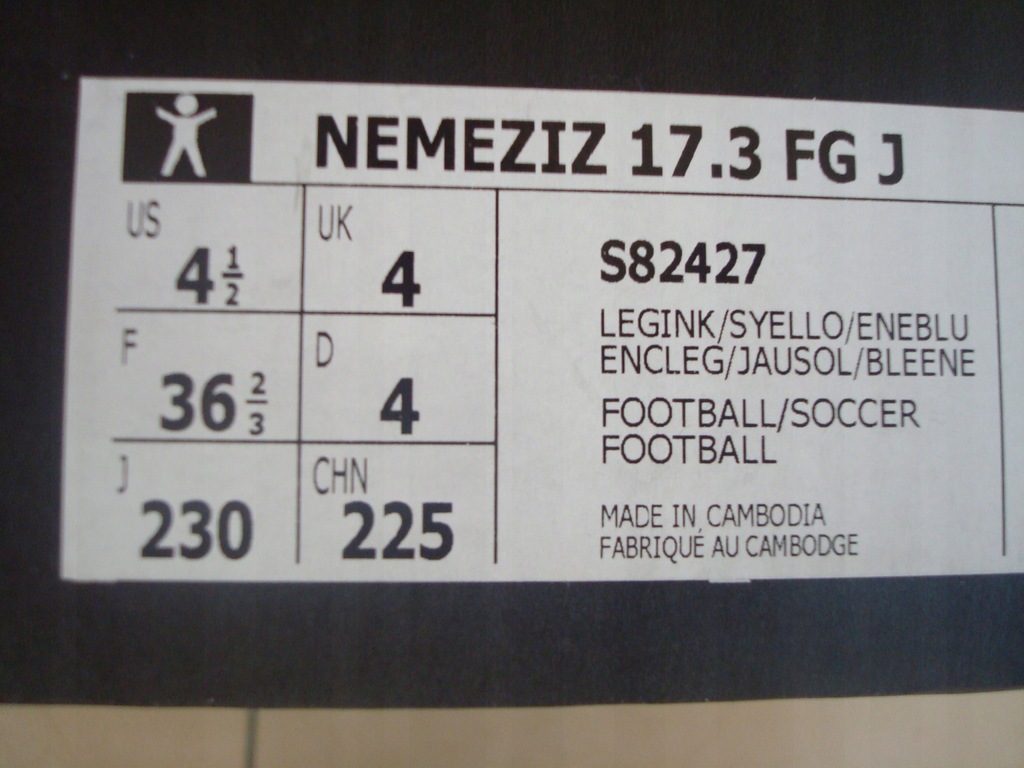 NEMEZIZ 17.3 FG J
US
4 1/2
UK
4
F
36 2/3
D
4
J
230
CHN
225
S82427
LEGINK/SYELLO/ENEBLU
ENCLEG/JAUSOL/BLEENE
FOOTBALL/SOCCER
FOOTBALL
MADE IN CAMBODIA
FABRIQUÉ AU CAMBODGE